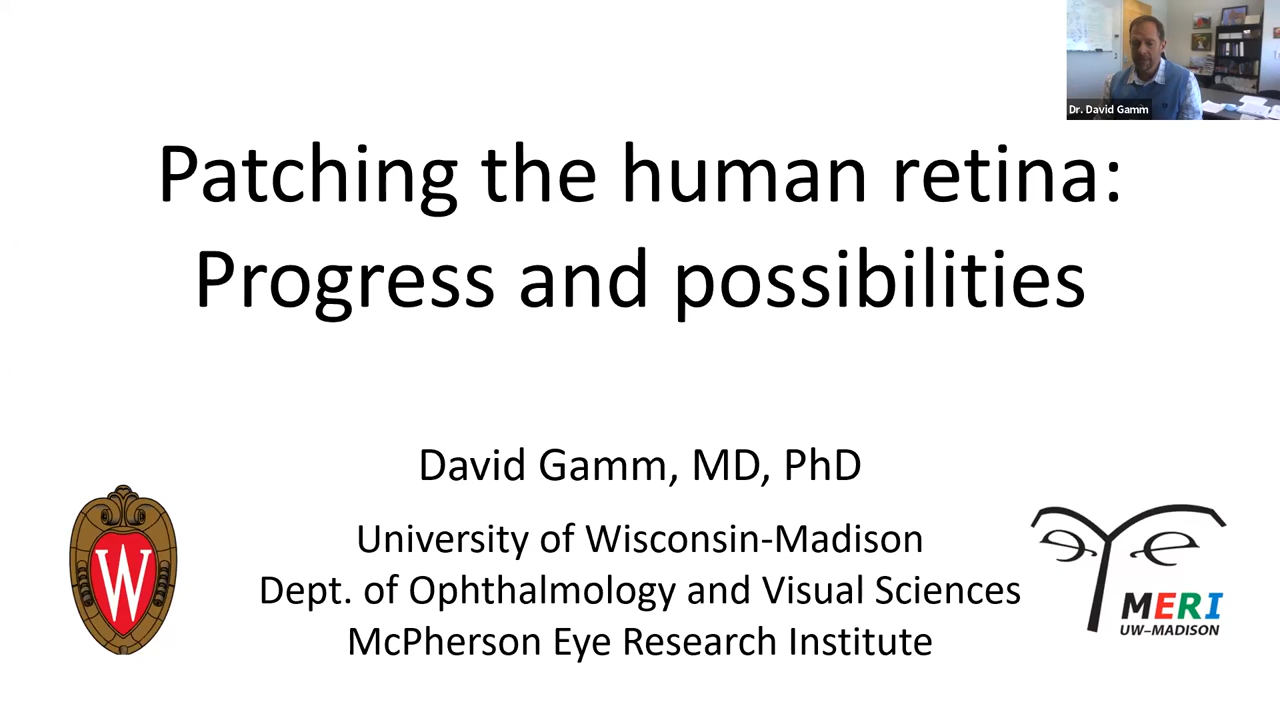 Dr. David Gamm
Patching the human retina:
Progress and possibilities
David Gamm, MD, PhD
University of Wisconsin-Madison
Dept. of Ophthalmology and Visual Sciences
McPherson Eye Research Institute
W
eye
MERI
UW–MADISON